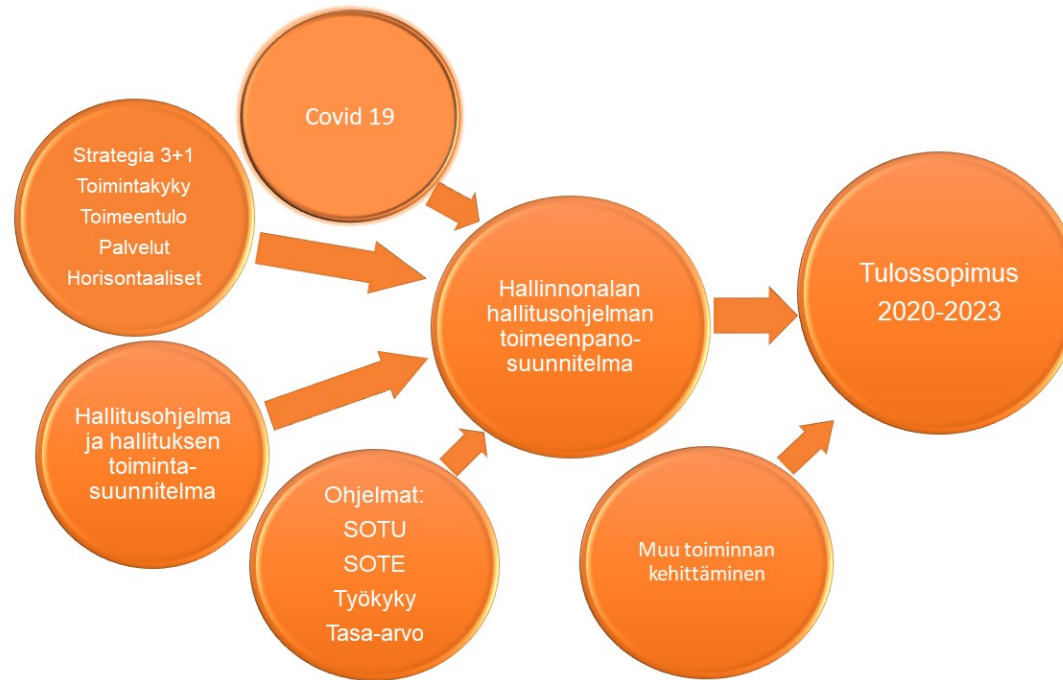 Covid 19
Strategia 3+1
Toimintakyky
Toimeentulo
Palvelut
Horisontaaliset
Hallitusohjelma
ja hallituksen
toiminta-
suunnitelma
Ohjelmat:
SOTU
SOTE
Työkyky
Tasa-arvo
Hallinnonalan
hallitusohjelman
toimeenpano-
suunnitelma
Muu toiminnan
kehittäminen
Tulossopimus
2020-2023